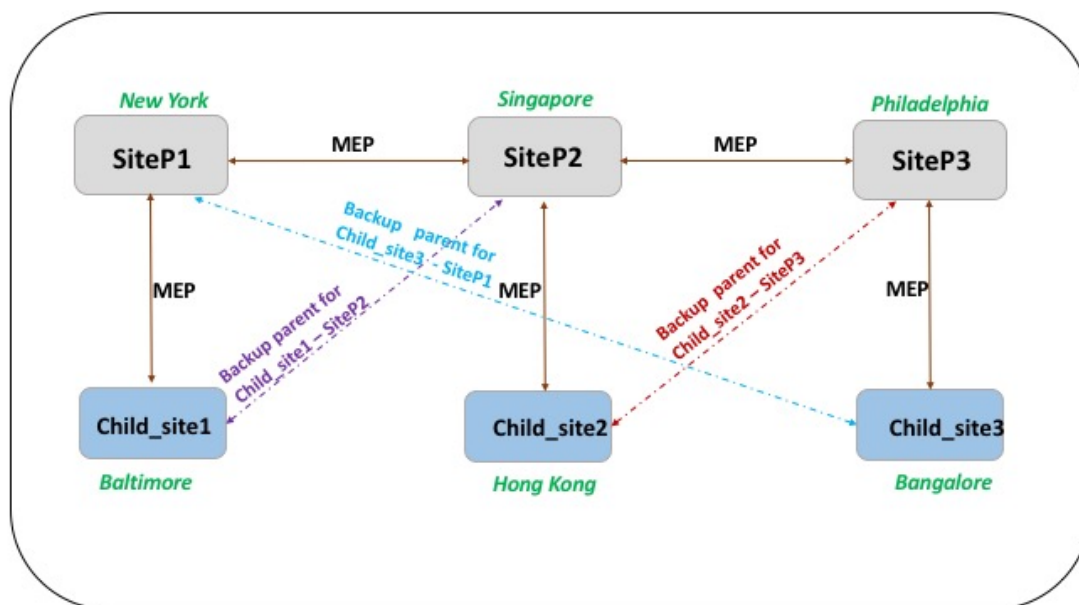 New York
Singapore
Philadelphia
SiteP1
MEP
SiteP2
MEP
SiteP3
Backup parent for
Child_site3 - SiteP1
Backup parent for
Child_site2 – SiteP3
MEP
MEP
MEP
Backup parent for
Child_site1 – SiteP2
Child_site1
Child_site2
Child_site3
Baltimore
Hong Kong
Bangalore